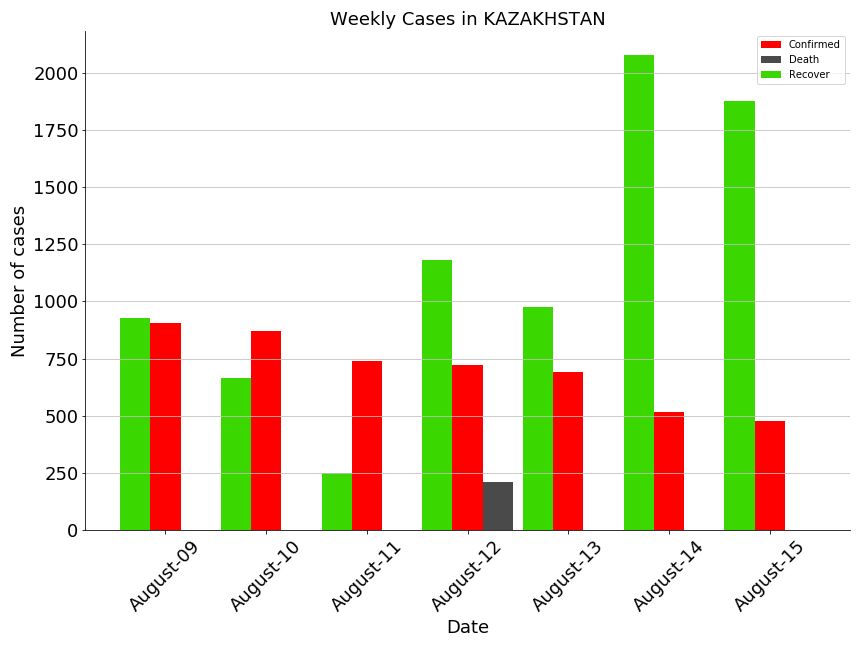 Weekly Cases in KAZAKHSTAN
Confirmed
Death
Recover
Number of cases
2000
1750
1500
1250
1000
750
500
250
0
August-09
August-10
August-11
August-12
August-13
August-14
August-15
Date